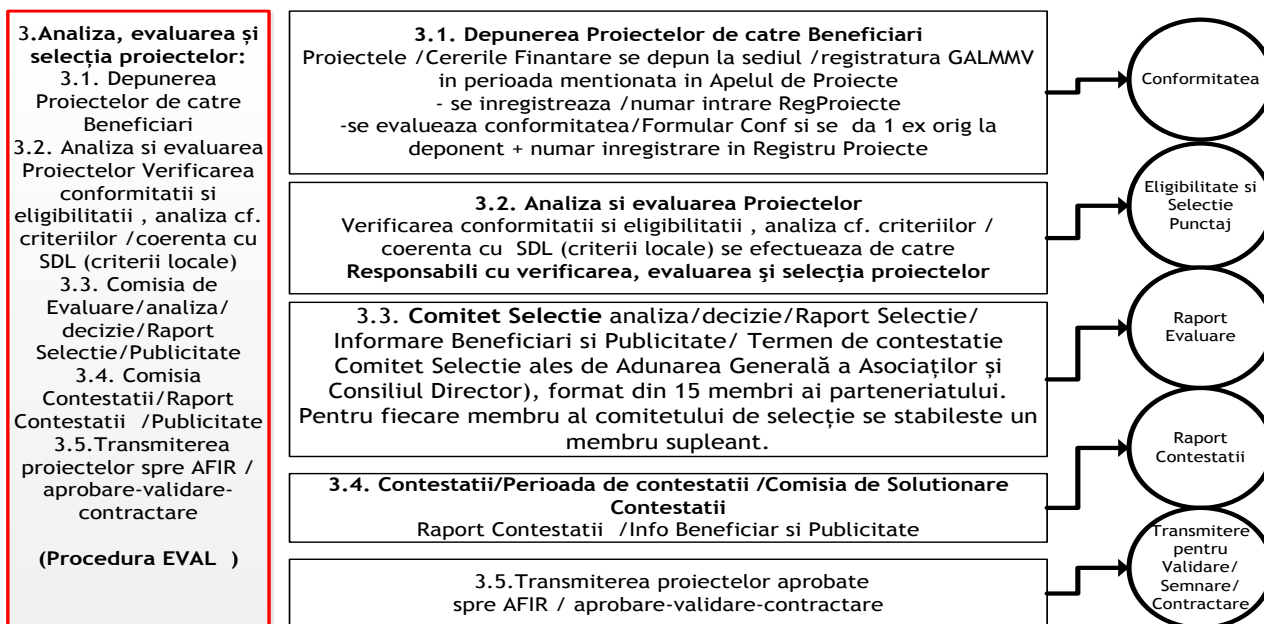 3.Analiza, evaluarea și
selecția proiectelor:
3.1. Depunerea
Proiectelor de catre
Beneficiari
3.2. Analiza si evaluarea
Proiectelor Verificarea
conformitatii si
eligibilitatii , analiza cf.
criteriilor /coerenta cu
SDL (criterii locale)
3.3. Comisia de
Evaluare/analiza/
decizie/Raport
Selectie/Publicitate
3.4. Comisia
Contestatii/Raport
Contestatii /Publicitate
3.5.Transmiterea
proiectelor spre AFIR /
aprobare-validare-
contractare
(Procedura EVAL )
3.1. Depunerea Proiectelor de catre Beneficiari
Proiectele /Cererile Finantare se depun la sediul /registratura GALMMV
in perioada mentionata in Apelul de Proiecte
- se inregistreaza /numar intrare RegProiecte
-se evalueaza conformitatea/Formular Conf si se da 1 ex orig la
deponent + numar inregistrare in Registru Proiecte
Conformitatea
3.2. Analiza si evaluarea Proiectelor
Verificarea conformitatii si eligibilitatii , analiza cf. criteriilor /
coerenta cu SDL (criterii locale) se efectueaza de catre
Responsabili cu verificarea, evaluarea şi selecţia proiectelor
Eligibilitate si
Selectie
Punctaj
3.3. Comitet Selectie analiza/decizie/Raport Selectie/
Informare Beneficiari si Publicitate/ Termen de contestatie
Comitet Selectie ales de Adunarea Generală a Asociaților și
Consiliul Director), format din 15 membri ai parteneriatului.
Pentru fiecare membru al comitetului de selecție se stabileste un
membru supleant.
Raport
Evaluare
3.4. Contestatii/Perioada de contestatii /Comisia de Solutionare
Contestatii
Raport Contestatii /Info Beneficiar si Publicitate
Raport
Contestatii
3.5.Transmiterea proiectelor aprobate
spre AFIR / aprobare-validare-contractare
Transmitere
pentru
Validare/
Semnare/
Contractare